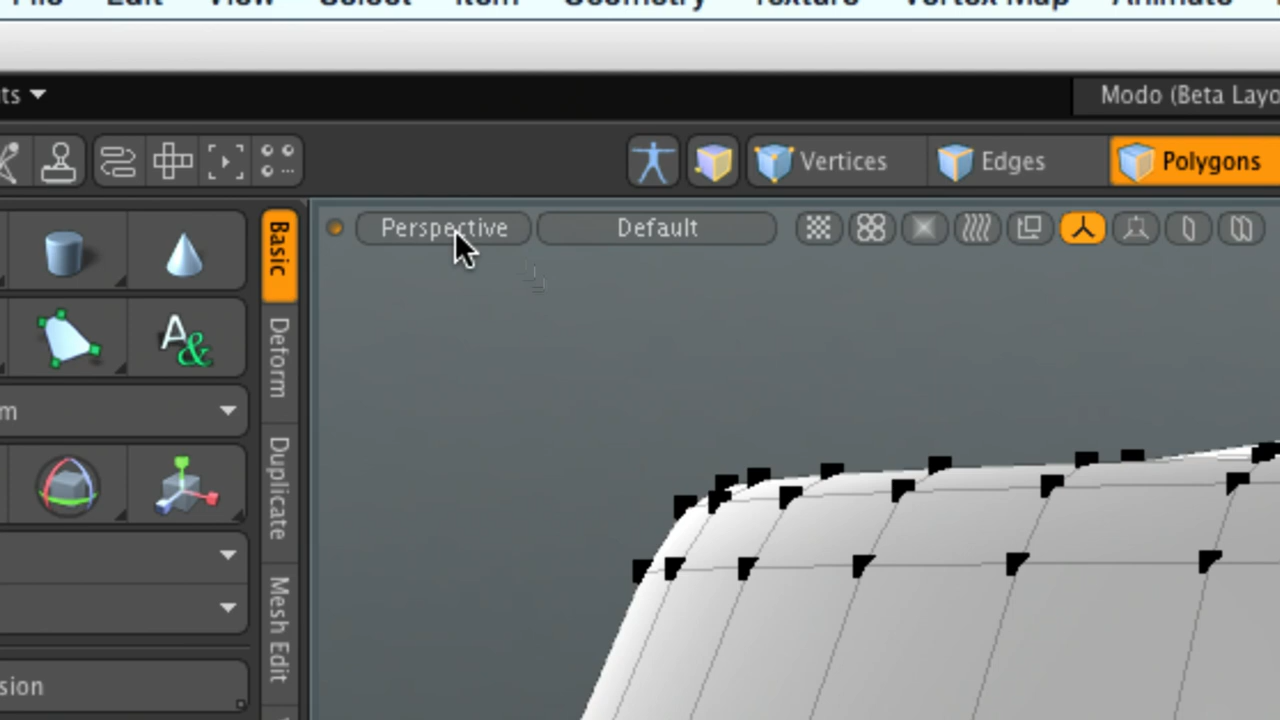 File Edit View Select Item Geometry Texture Vertex Map Animate
ts
Modo (Beta Layo
Vertices Edges Polygons
Perspective Default
Basic
Deform
Duplicate
Mesh Edit
A&
m
sion